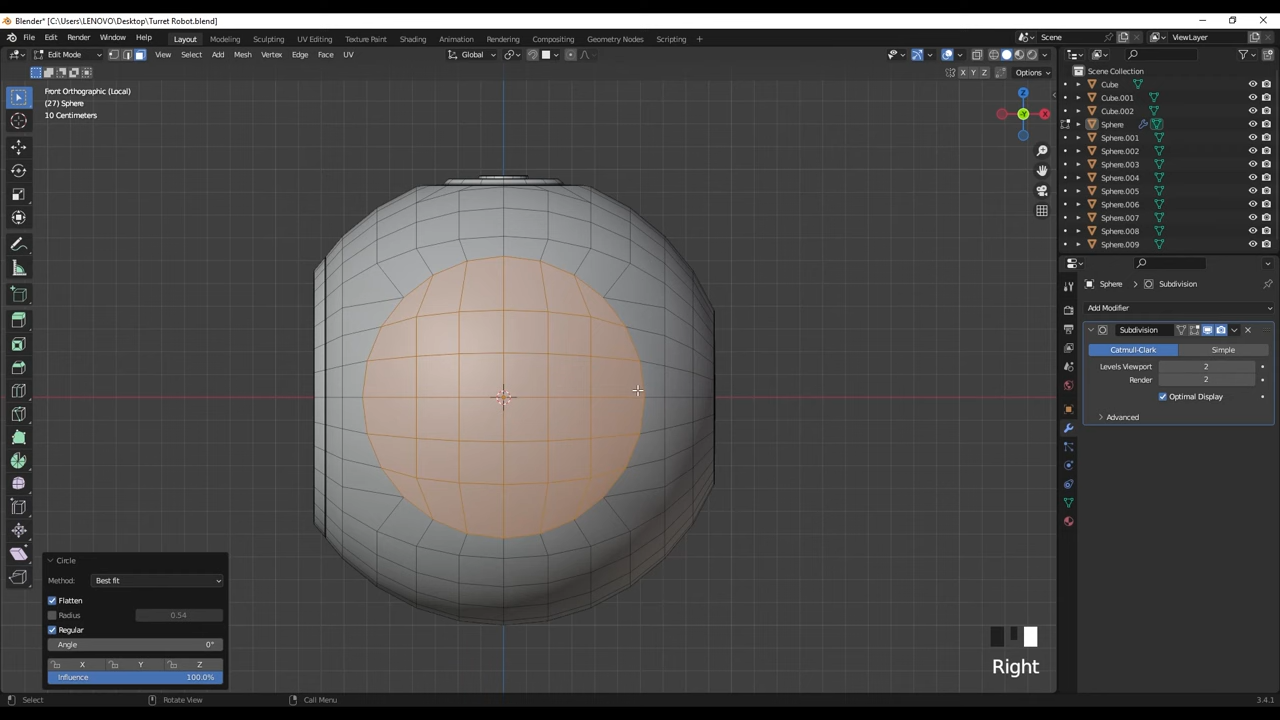 Blender* [C:\Users\LENOVO\Desktop\Turret Robot.blend]
File Edit Render Window Help Layout Modeling Sculpting UV Editing Texture Paint Shading Animation Rendering Compositing Geometry Nodes Scripting Scene ViewLayer
Edit Mode View Select Add Mesh Vertex Edge Face UV Global
X Y Z Options
Front Orthographic (Local)
(27) Sphere
10 Centimeters
Z
X
-Y
Scene Collection
Cube
Cube.001
Cube.002
Sphere
Sphere.001
Sphere.002
Sphere.003
Sphere.004
Sphere.005
Sphere.006
Sphere.007
Sphere.008
Sphere.009
Sphere Subdivision
Add Modifier
Subdivision
Catmull-Clark Simple
Levels Viewport 2
Render 2
Optimal Display
Advanced
Circle
Method: Best fit
Flatten
Radius 0.54
Regular
Angle 0°
X Y Z
Influence 100.0%
Right
Select Rotate View Call Menu 3.4.1